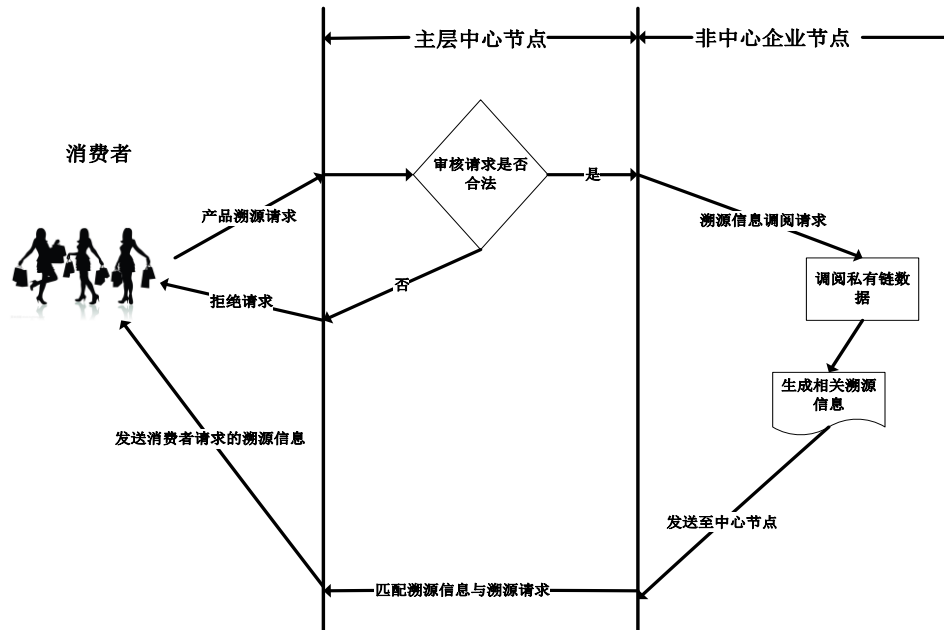 主层中心节点
非中心企业节点
消费者
审核请求是否
合法
是
产品溯源请求
溯源信息调阅请求
否
调阅私有链数
据
拒绝请求
生成相关溯源
信息
发送消费者请求的溯源信息
发送至中心节点
匹配溯源信息与溯源请求